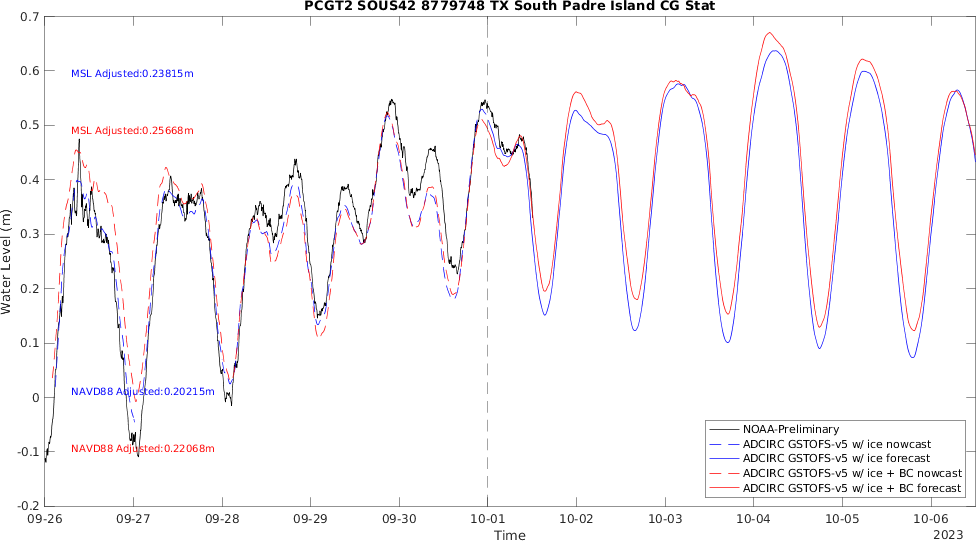 PCGT2 SOUS42 8779748 TX South Padre Island CG Stat
0.7
0.6
0.5
0.4
0.3
0.2
0.1
0
-0.1
-0.2
Water Level (m)
MSL Adjusted:0.23815m
MSL Adjusted:0.25668m
NAVD88 Adjusted:0.20215m
NAVD88 Adjusted:0.22068m
NOAA-Preliminary
ADCIRC GSTOFS-v5 w/ ice nowcast
ADCIRC GSTOFS-v5 w/ ice forecast
ADCIRC GSTOFS-v5 w/ ice + BC nowcast
ADCIRC GSTOFS-v5 w/ ice + BC forecast
09-26 09-27 09-28 09-29 09-30 10-01 10-02 10-03 10-04 10-05 10-06
Time
2023